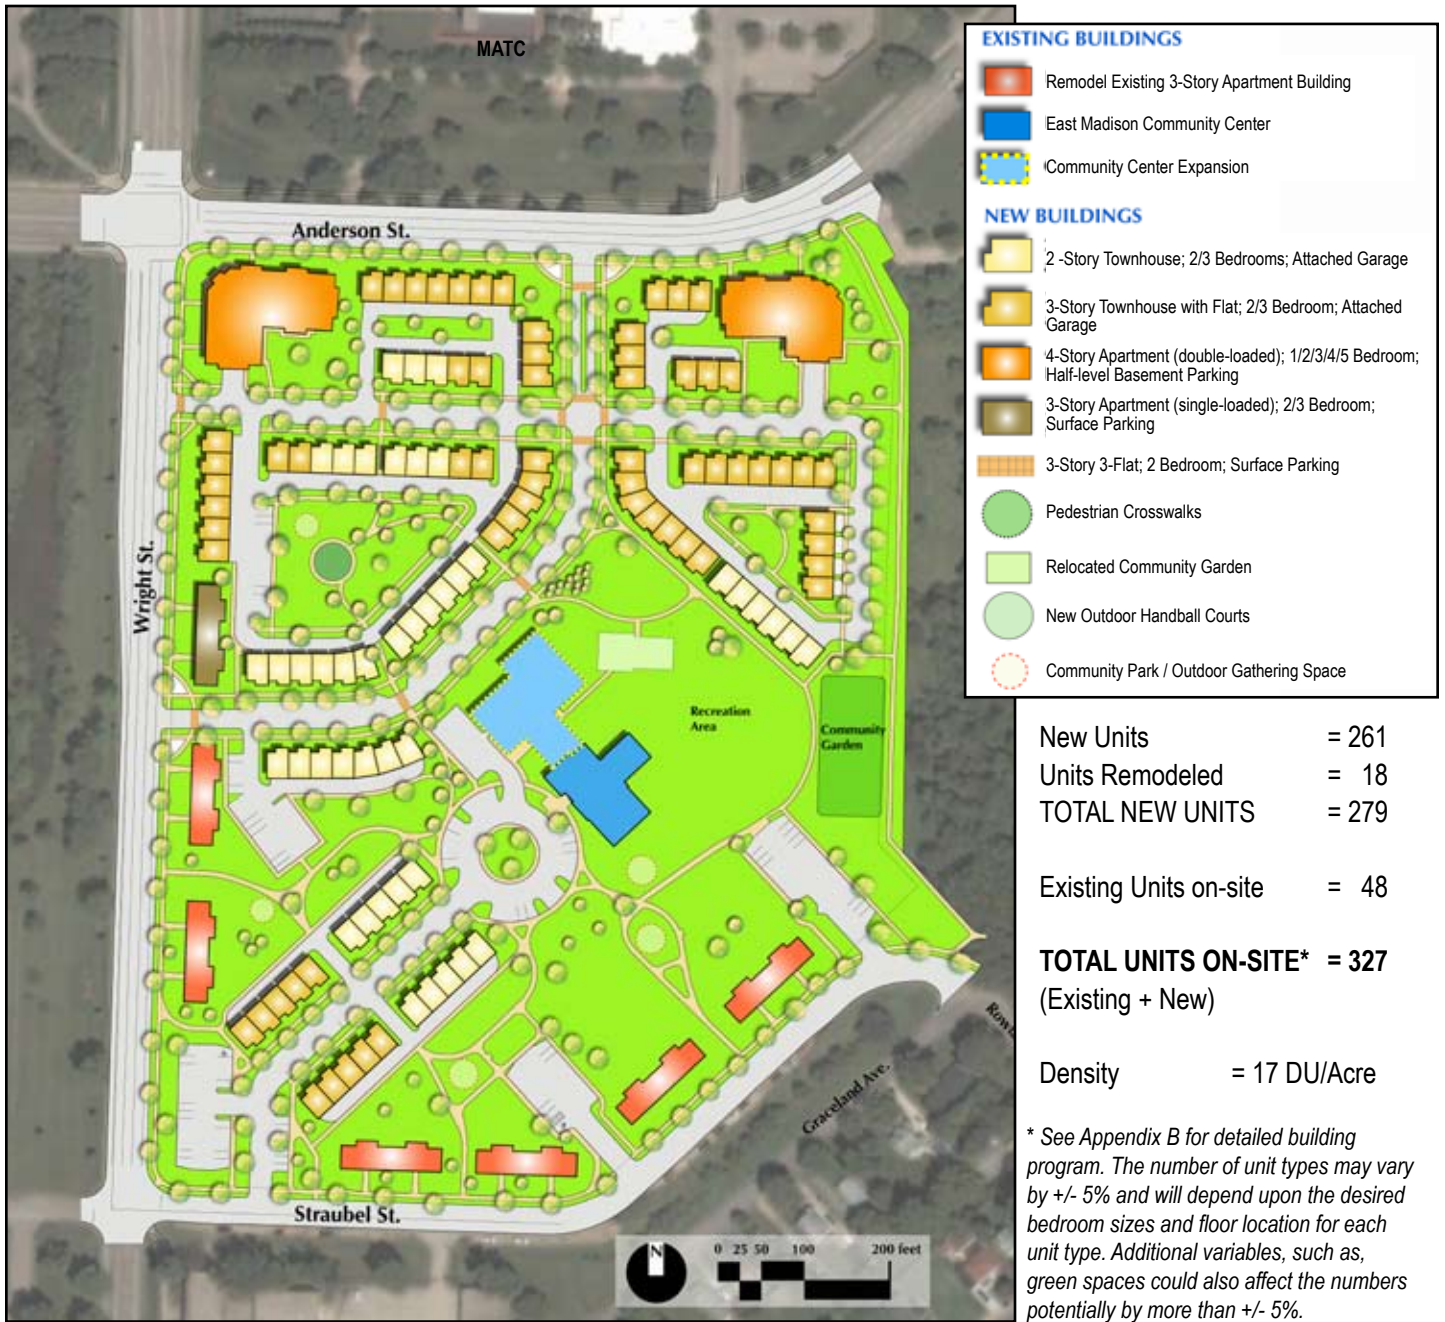 MATC
Anderson St.
Wright St.
Recreation
Area
Community
Garden
Graceland Ave.
Straubel St.
N
0 25 50 100 200 feet
EXISTING BUILDINGS
Remodel Existing 3-Story Apartment Building
East Madison Community Center
Community Center Expansion
NEW BUILDINGS
2 -Story Townhouse; 2/3 Bedrooms; Attached Garage
3-Story Townhouse with Flat; 2/3 Bedroom; Attached
Garage
4-Story Apartment (double-loaded); 1/2/3/4/5 Bedroom;
Half-level Basement Parking
3-Story Apartment (single-loaded); 2/3 Bedroom;
Surface Parking
3-Story 3-Flat; 2 Bedroom; Surface Parking
Pedestrian Crosswalks
Relocated Community Garden
New Outdoor Handball Courts
Community Park / Outdoor Gathering Space
New Units = 261
Units Remodeled = 18
TOTAL NEW UNITS = 279
Existing Units on-site = 48
TOTAL UNITS ON-SITE* = 327
(Existing + New)
Density = 17 DU/Acre
* See Appendix B for detailed building
program. The number of unit types may vary
by +/- 5% and will depend upon the desired
bedroom sizes and floor location for each
unit type. Additional variables, such as,
green spaces could also affect the numbers
potentially by more than +/- 5%.